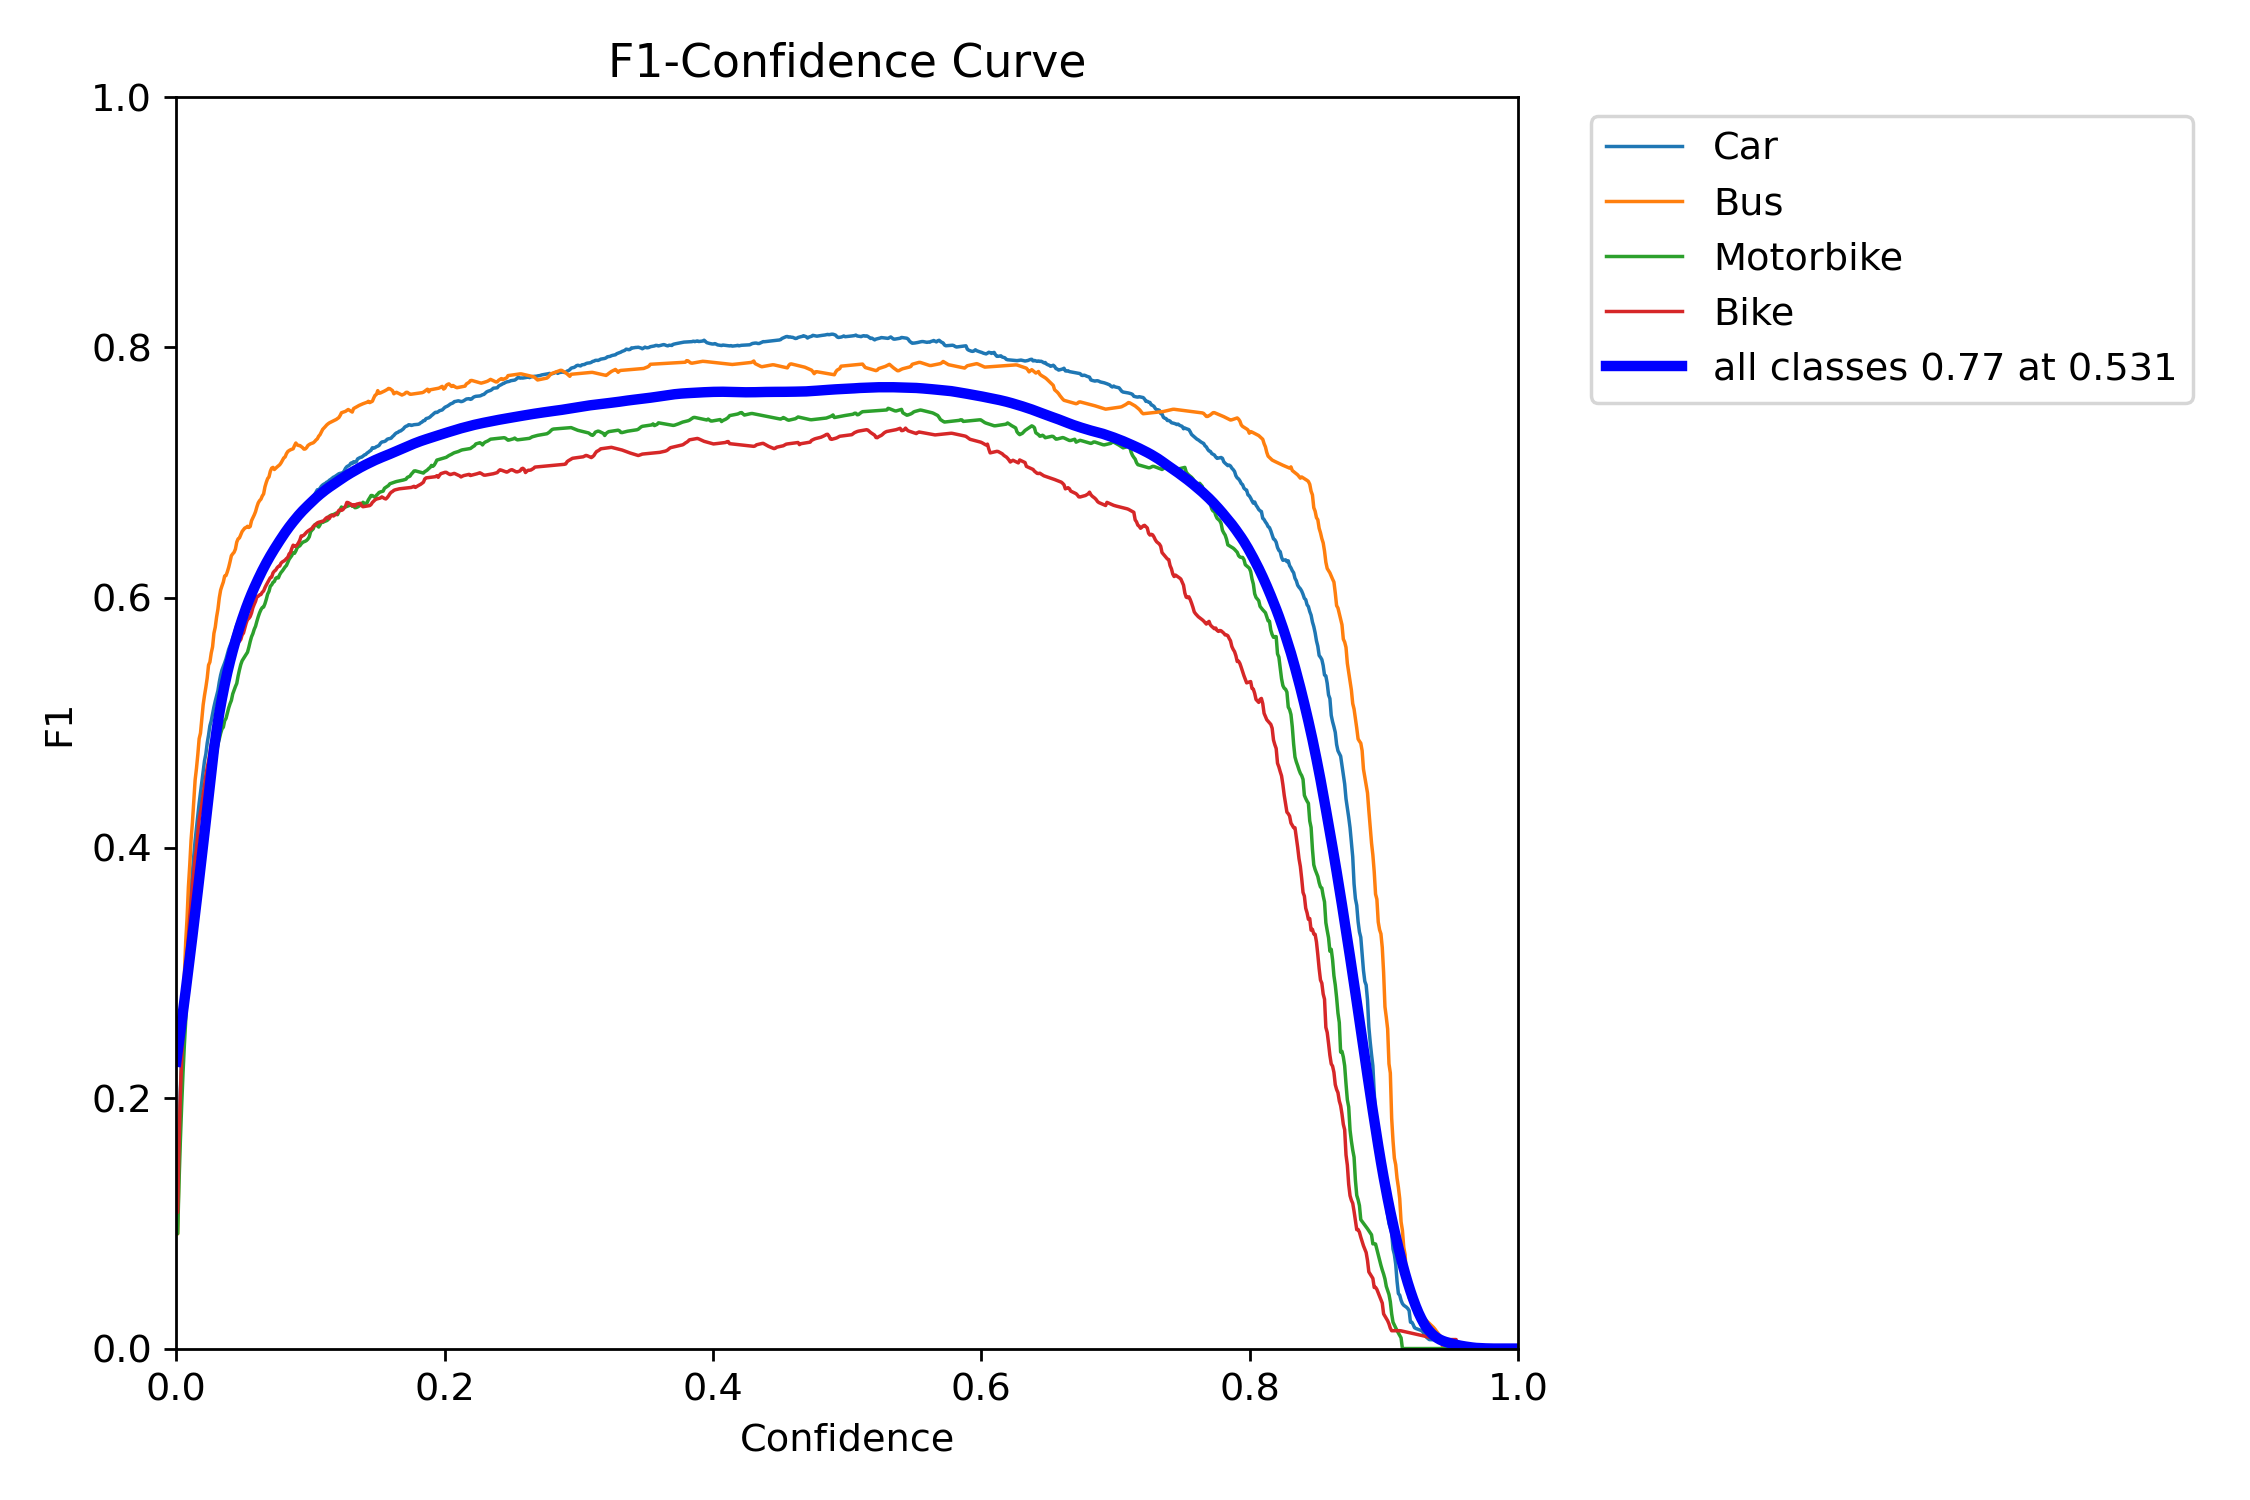 F1-Confidence Curve
1.0
0.8
0.6
0.4
0.2
0.0
F1
0.0 0.2 0.4 0.6 0.8 1.0
Confidence
Car
Bus
Motorbike
Bike
all classes 0.77 at 0.531